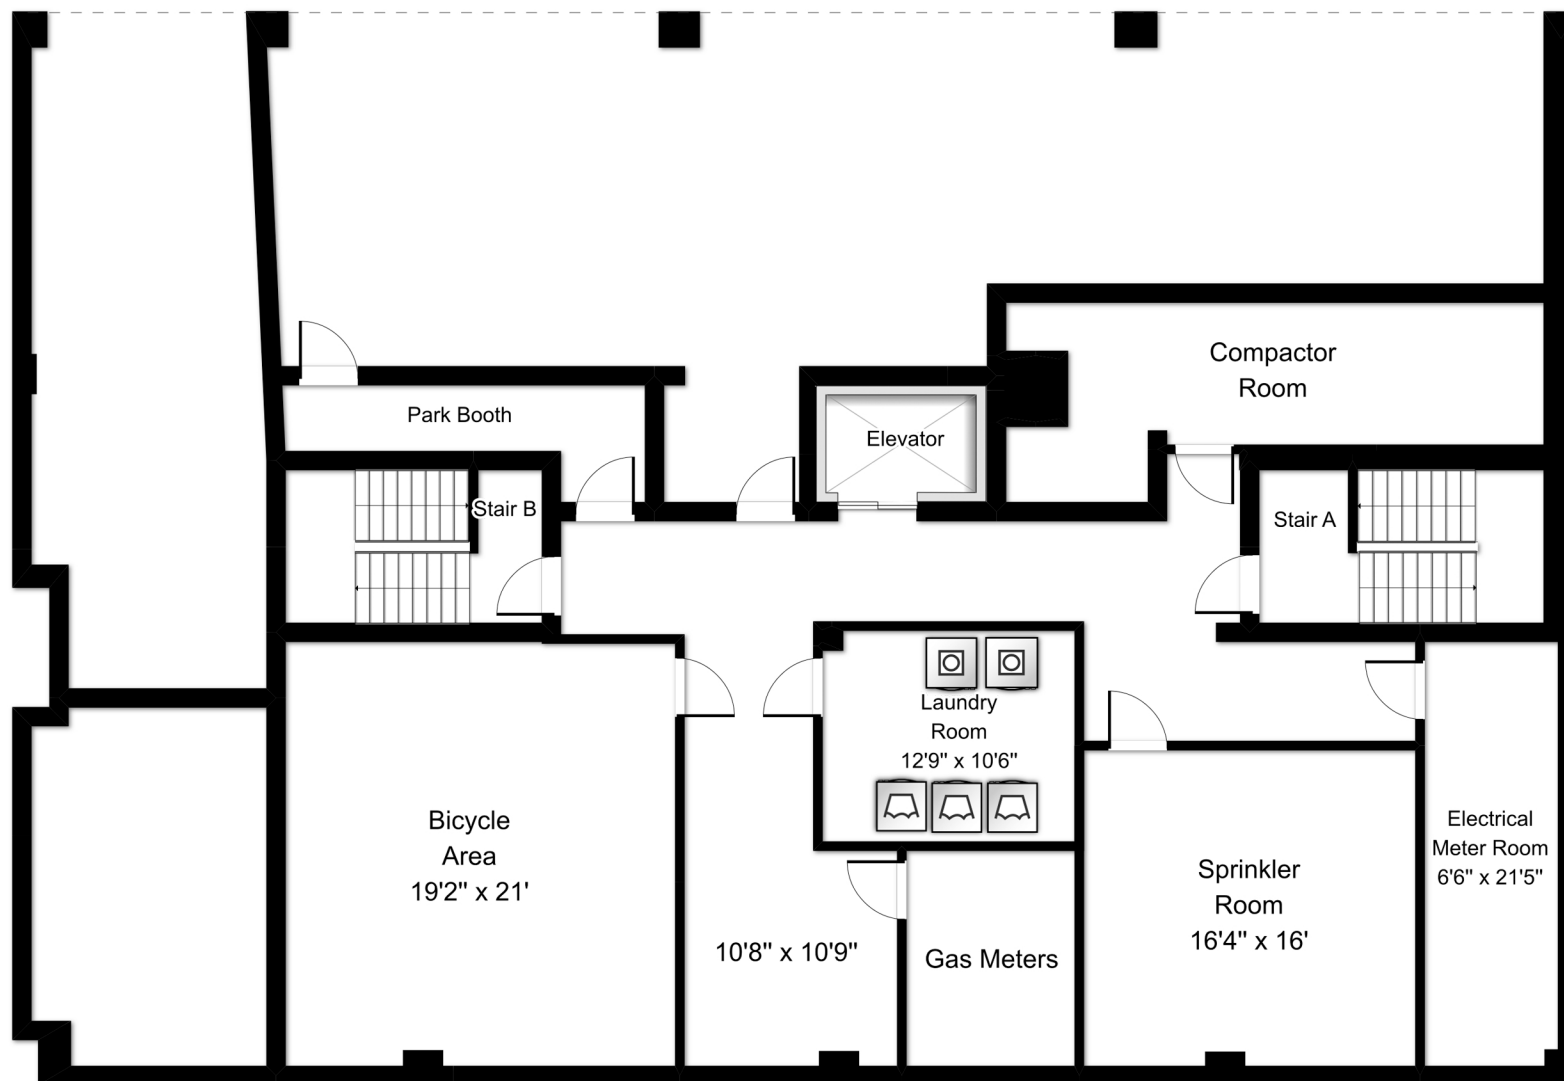 Compactor
Room
Park Booth
Elevator
Stair B
Stair A
Laundry
Room
12'9" x 10'6"
Bicycle
Area
19'2" x 21'
Electrical
Meter Room
6'6" x 21'5"
Sprinkler
Room
16'4" x 16'
10'8" x 10'9"
Gas Meters